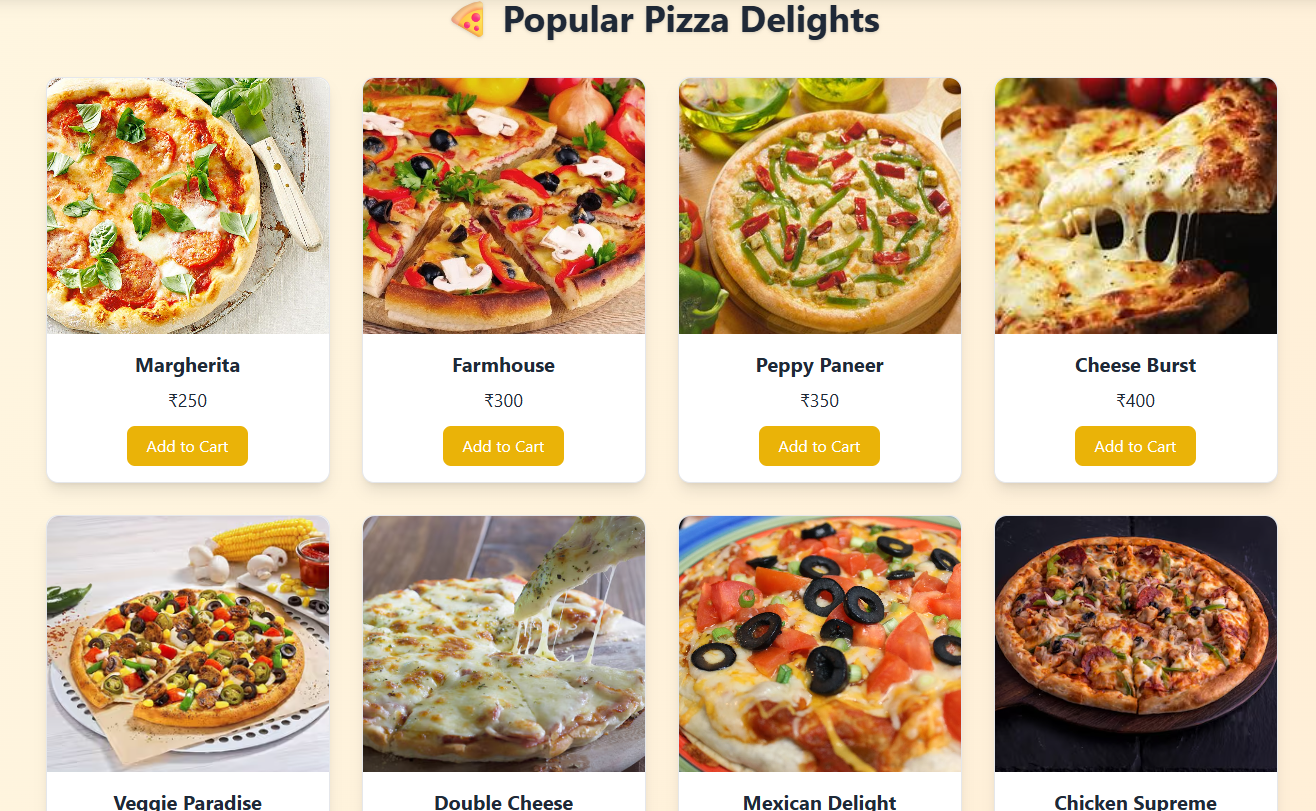 🍕 Popular Pizza Delights
Margherita
₹250
Add to Cart
Farmhouse
₹300
Add to Cart
Peppy Paneer
₹350
Add to Cart
Cheese Burst
₹400
Add to Cart
Veggie Paradise
Double Cheese
Mexican Delight
Chicken Supreme